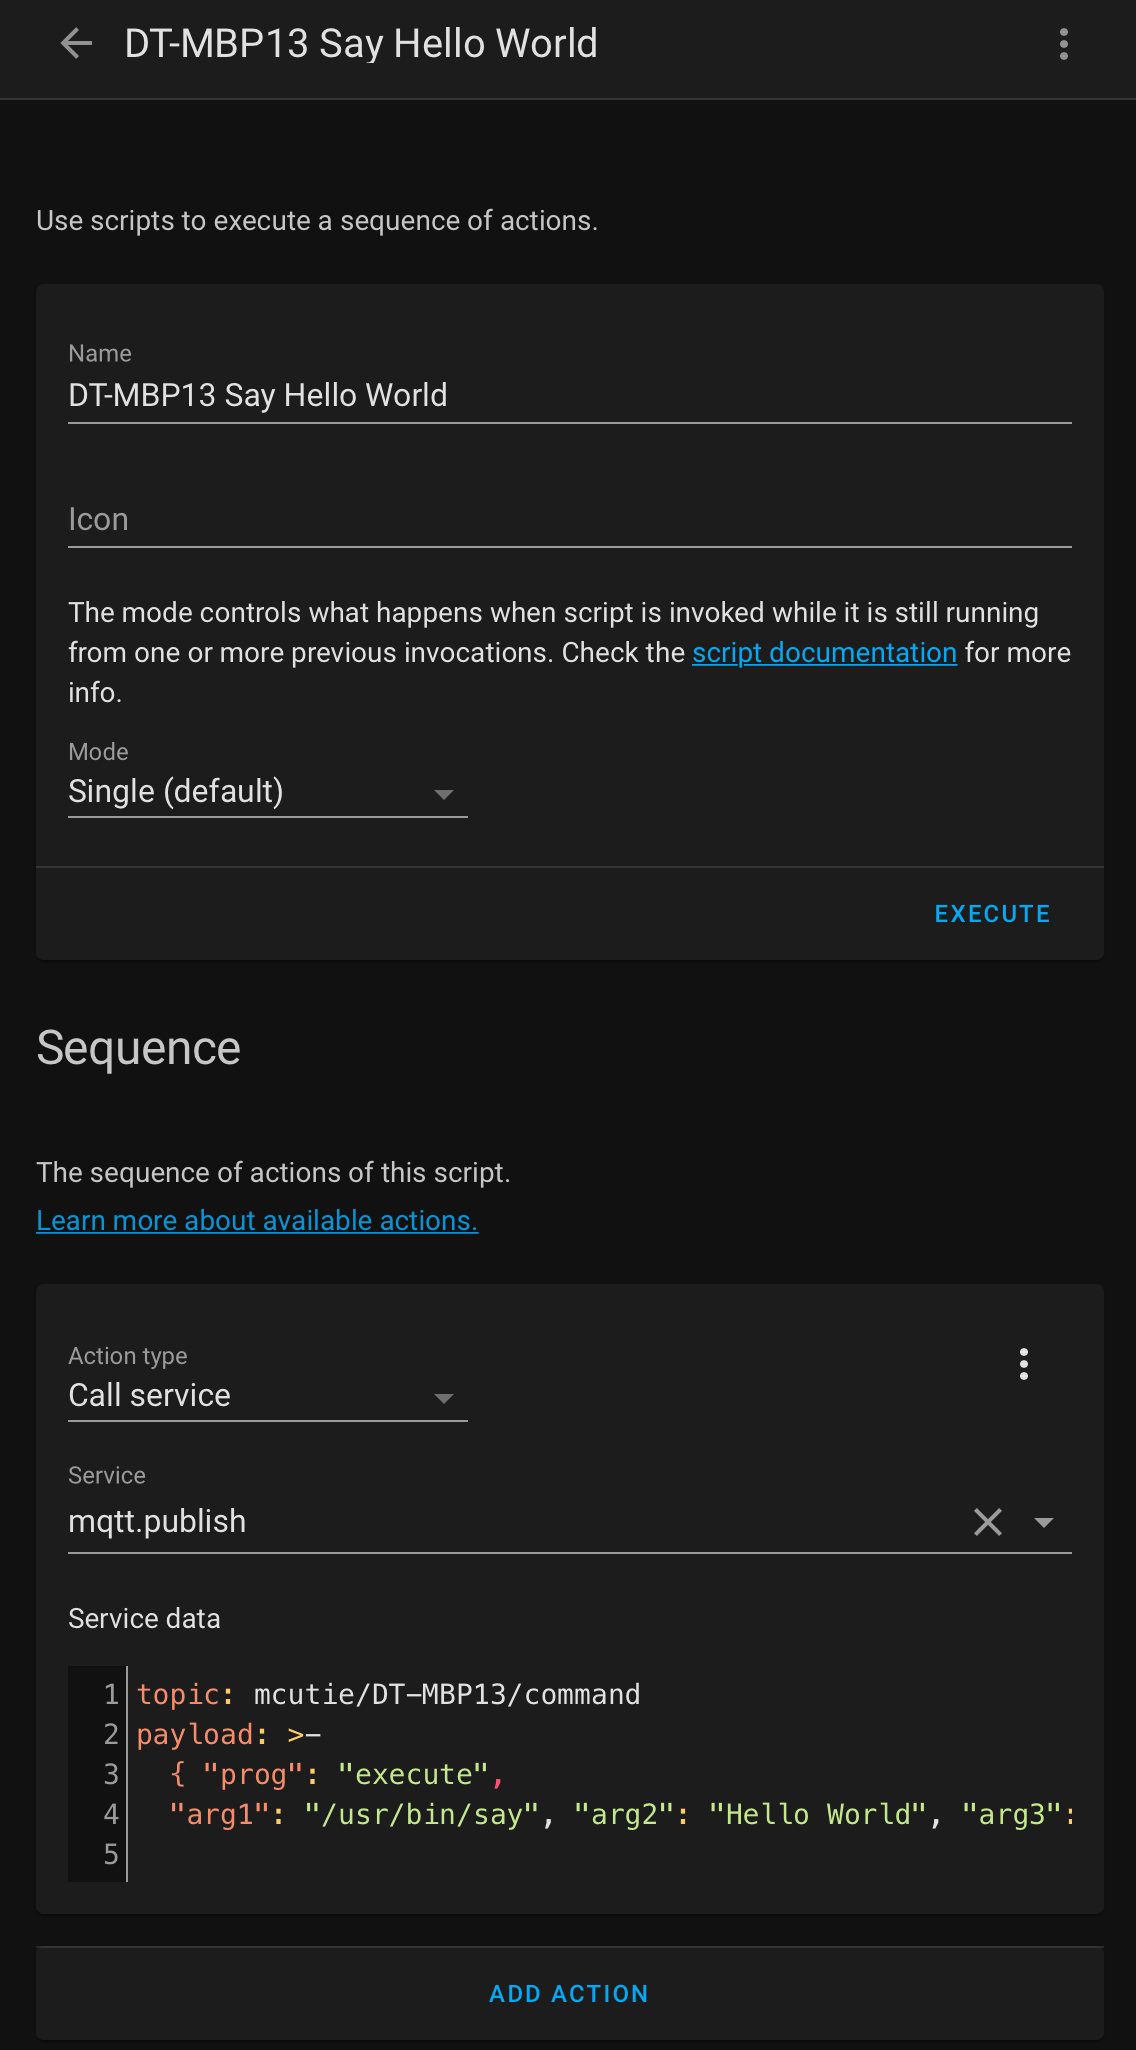 DT-MBP13 Say Hello World
Use scripts to execute a sequence of actions.
Name
DT-MBP13 Say Hello World
Icon
The mode controls what happens when script is invoked while it is still running
from one or more previous invocations. Check the script documentation for more
info.
Mode
Single (default)
EXECUTE
Sequence
The sequence of actions of this script.
Learn more about available actions.
Action type
Call service
Service
mqtt.publish
Service data
1 topic: mcutie/DT-MBP13/command
2 payload: >-
3 { "prog": "execute",
4 "arg1": "/usr/bin/say", "arg2": "Hello World", "arg3":
5
ADD ACTION